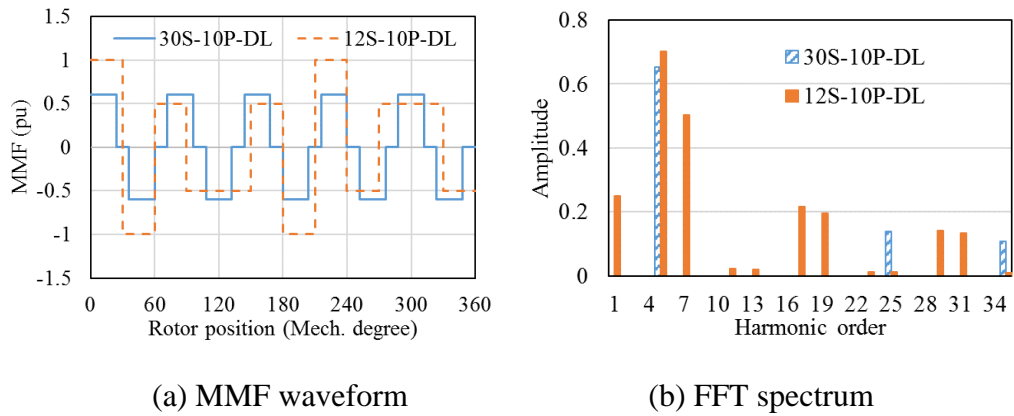 1.5
1
0.5
0
-0.5
-1
-1.5
MMF (pu)
30S-10P-DL
12S-10P-DL
0 60 120 180 240 300 360
Rotor position (Mech. degree)
(a) MMF waveform
0.8
0.6
0.4
0.2
0
Amplitude
30S-10P-DL
12S-10P-DL
1 4 7 10 13 16 19 22 25 28 31 34
Harmonic order
(b) FFT spectrum